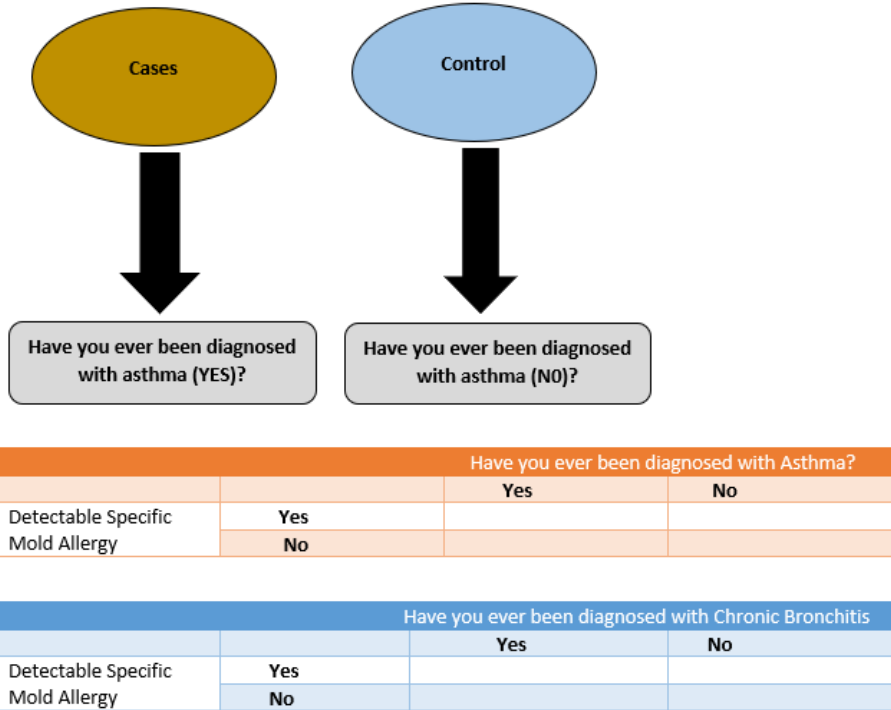 Cases
Control
Have you ever been diagnosed
with asthma (YES)?
Have you ever been diagnosed
with asthma (N0)?
Have you ever been diagnosed with Asthma?
Yes No
Detectable Specific Yes
Mold Allergy No
Have you ever been diagnosed with Chronic Bronchitis
Yes No
Detectable Specific Yes
Mold Allergy No